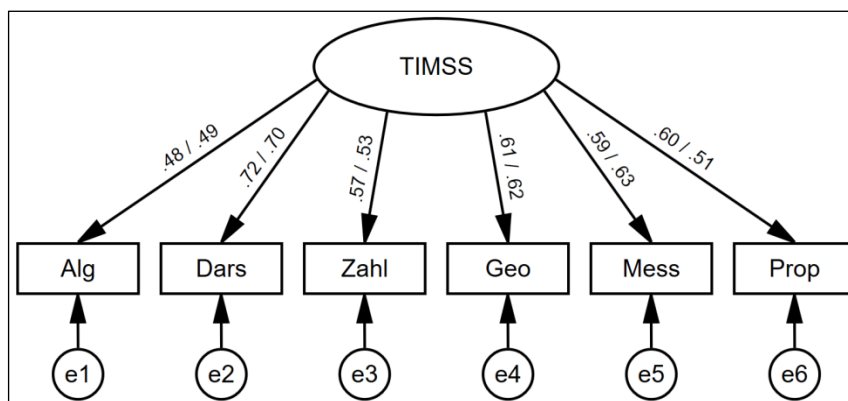 TIMSS
.48 / .49
.72 / .70
.57 / .53
.61 / .62
.59 / .63
.60 / .51
Alg
Dars
Zahl
Geo
Mess
Prop
e1
e2
e3
e4
e5
e6